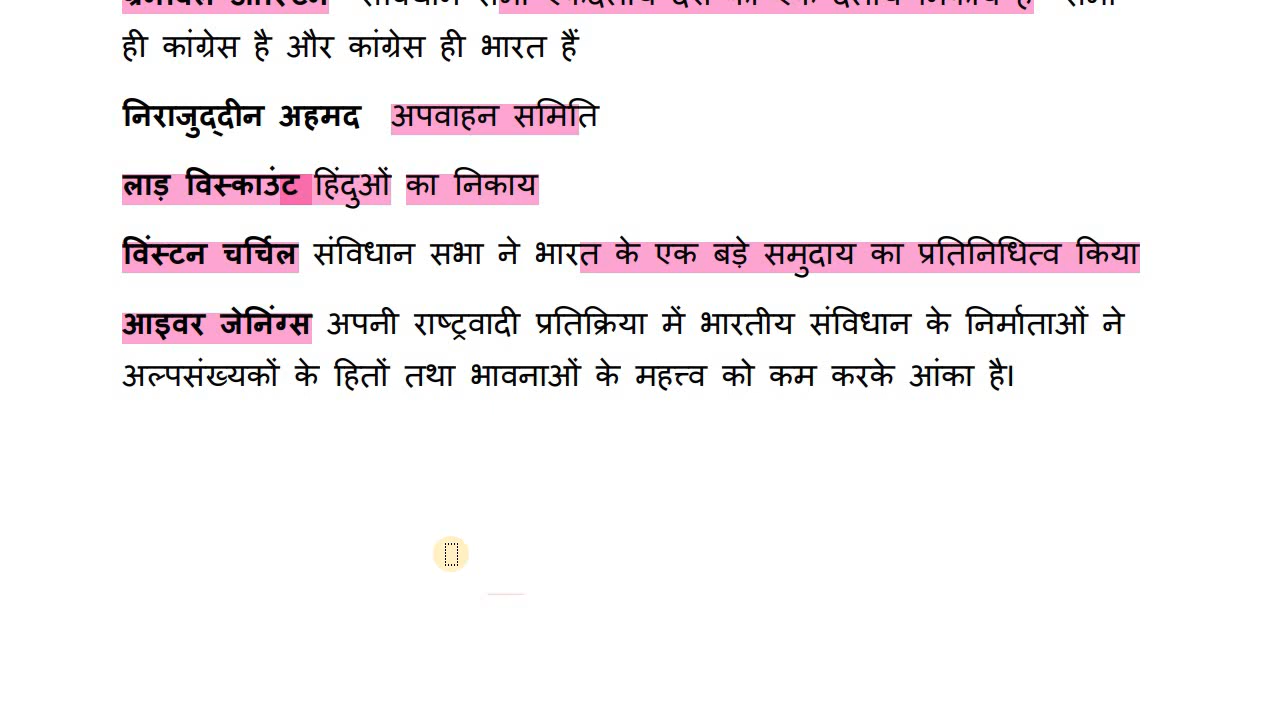 ही कांग्रेस है और कांग्रेस ही भारत हैं
निराजुद्दीन अहमद अपवाहन समिति
लाड़ विस्काउंट हिंदुओं का निकाय
विंस्टन चर्चिल संविधान सभा ने भारत के एक बड़े समुदाय का प्रतिनिधित्व किया
आइवर जेनिंग्स अपनी राष्ट्रवादी प्रतिक्रिया में भारतीय संविधान के निर्माताओं ने
अल्पसंख्यकों के हितों तथा भावनाओं के महत्त्व को कम करके आंका है।